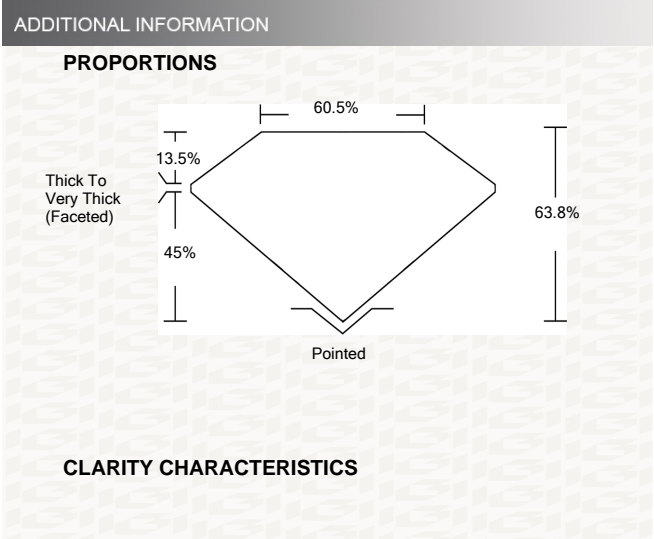 ADDITIONAL INFORMATION
PROPORTIONS
60.5%
13.5%
Thick To
Very Thick
(Faceted)
63.8%
45%
Pointed
CLARITY CHARACTERISTICS